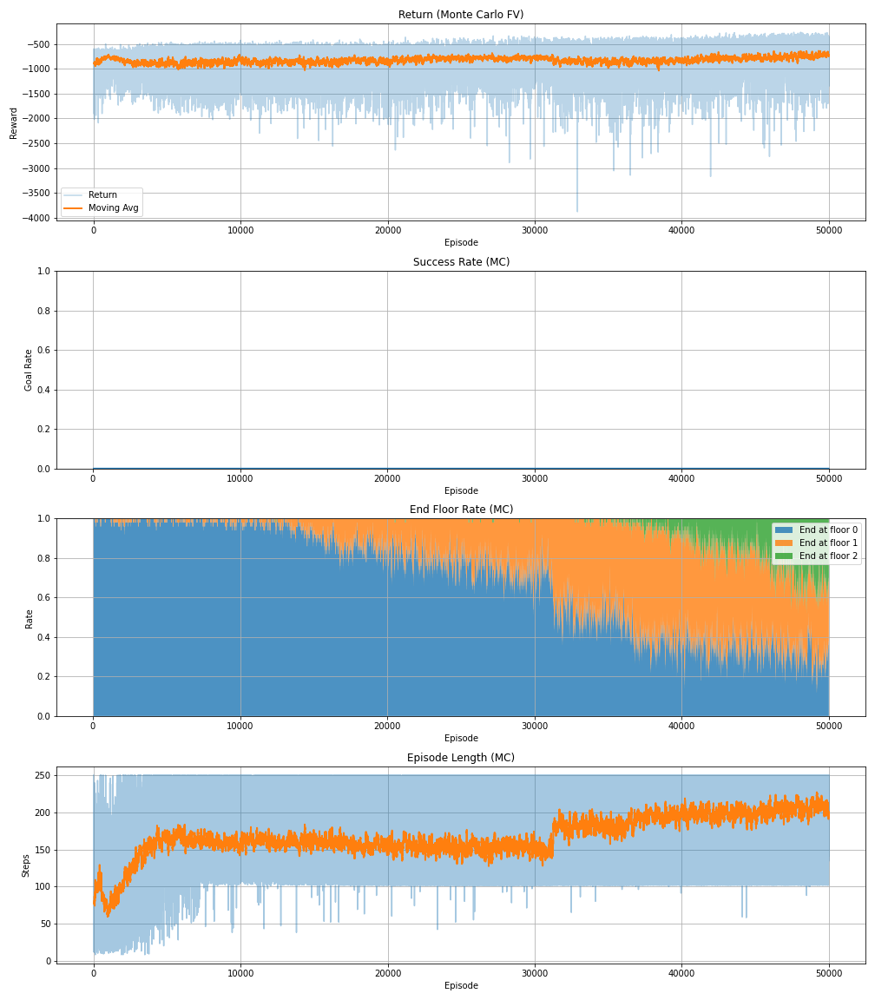 Return (Monte Carlo FV)
−500
−1000
−1500
−2000
−2500
−3000
−3500
−4000
Reward
Return
Moving Avg
0 10000 20000 30000 40000 50000
Episode
Success Rate (MC)
1.0
0.8
0.6
0.4
0.2
0.0
Goal Rate
0 10000 20000 30000 40000 50000
Episode
End Floor Rate (MC)
1.0
0.8
0.6
0.4
0.2
0.0
Rate
End at floor 0
End at floor 1
End at floor 2
0 10000 20000 30000 40000 50000
Episode
Episode Length (MC)
250
200
150
100
50
0
Steps
0 10000 20000 30000 40000 50000
Episode